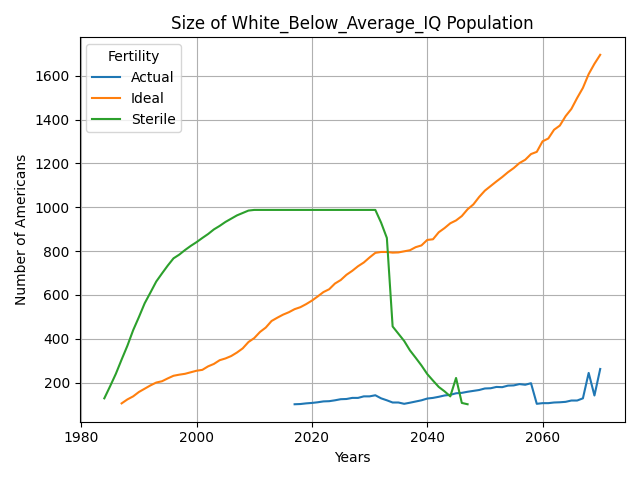 Size of White_Below_Average_IQ Population
Fertility
Actual
Ideal
Sterile
Number of Americans
1600
1400
1200
1000
800
600
400
200
1980
2000
2020
2040
2060
Years